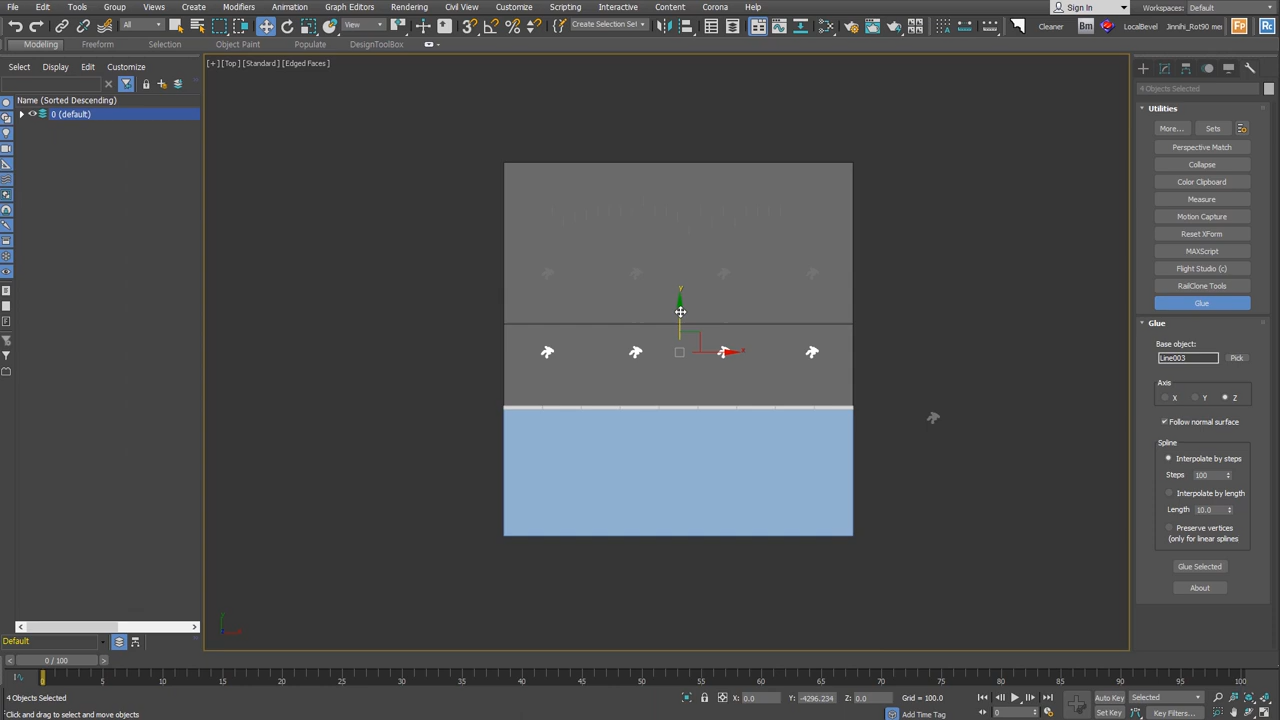 File Edit Tools Group Views Create Modifiers Animation Graph Editors Rendering Civil View Customize Scripting Interactive Content Corona Help
Sign In Workspaces: Default
All View Create Selection Set Cleaner Bm LocalBevel Jinnihi_Rot90 me Fp Rc
Modeling Freeform Selection Object Paint Populate DesignToolBox
Select Display Edit Customize
[+] [Top] [Standard] [Edged Faces]
Name (Sorted Descending)
0 (default)
4 Objects Selected
Utilities
More... Sets
Perspective Match
Collapse
Color Clipboard
Measure
Motion Capture
Reset XForm
MAXScript
Flight Studio (c)
RailClone Tools
Glue
Glue
Base object:
Line003 Pick
Axis
X Y Z
Follow normal surface
Spline
Interpolate by steps
Steps 100
Interpolate by length
Length 10.0
Preserve vertices
(only for linear splines
Glue Selected
About
y
x
Default
0 / 100
0 5 10 15 20 25 30 35 40 45 50 55 60 65 70 75 80 85 90 95 100
4 Objects Selected X: 0.0 Y: -4296.234 Z: 0.0 Grid = 100.0 Auto Key Selected
Click and drag to select and move objects Add Time Tag 0 Set Key Key Filters...